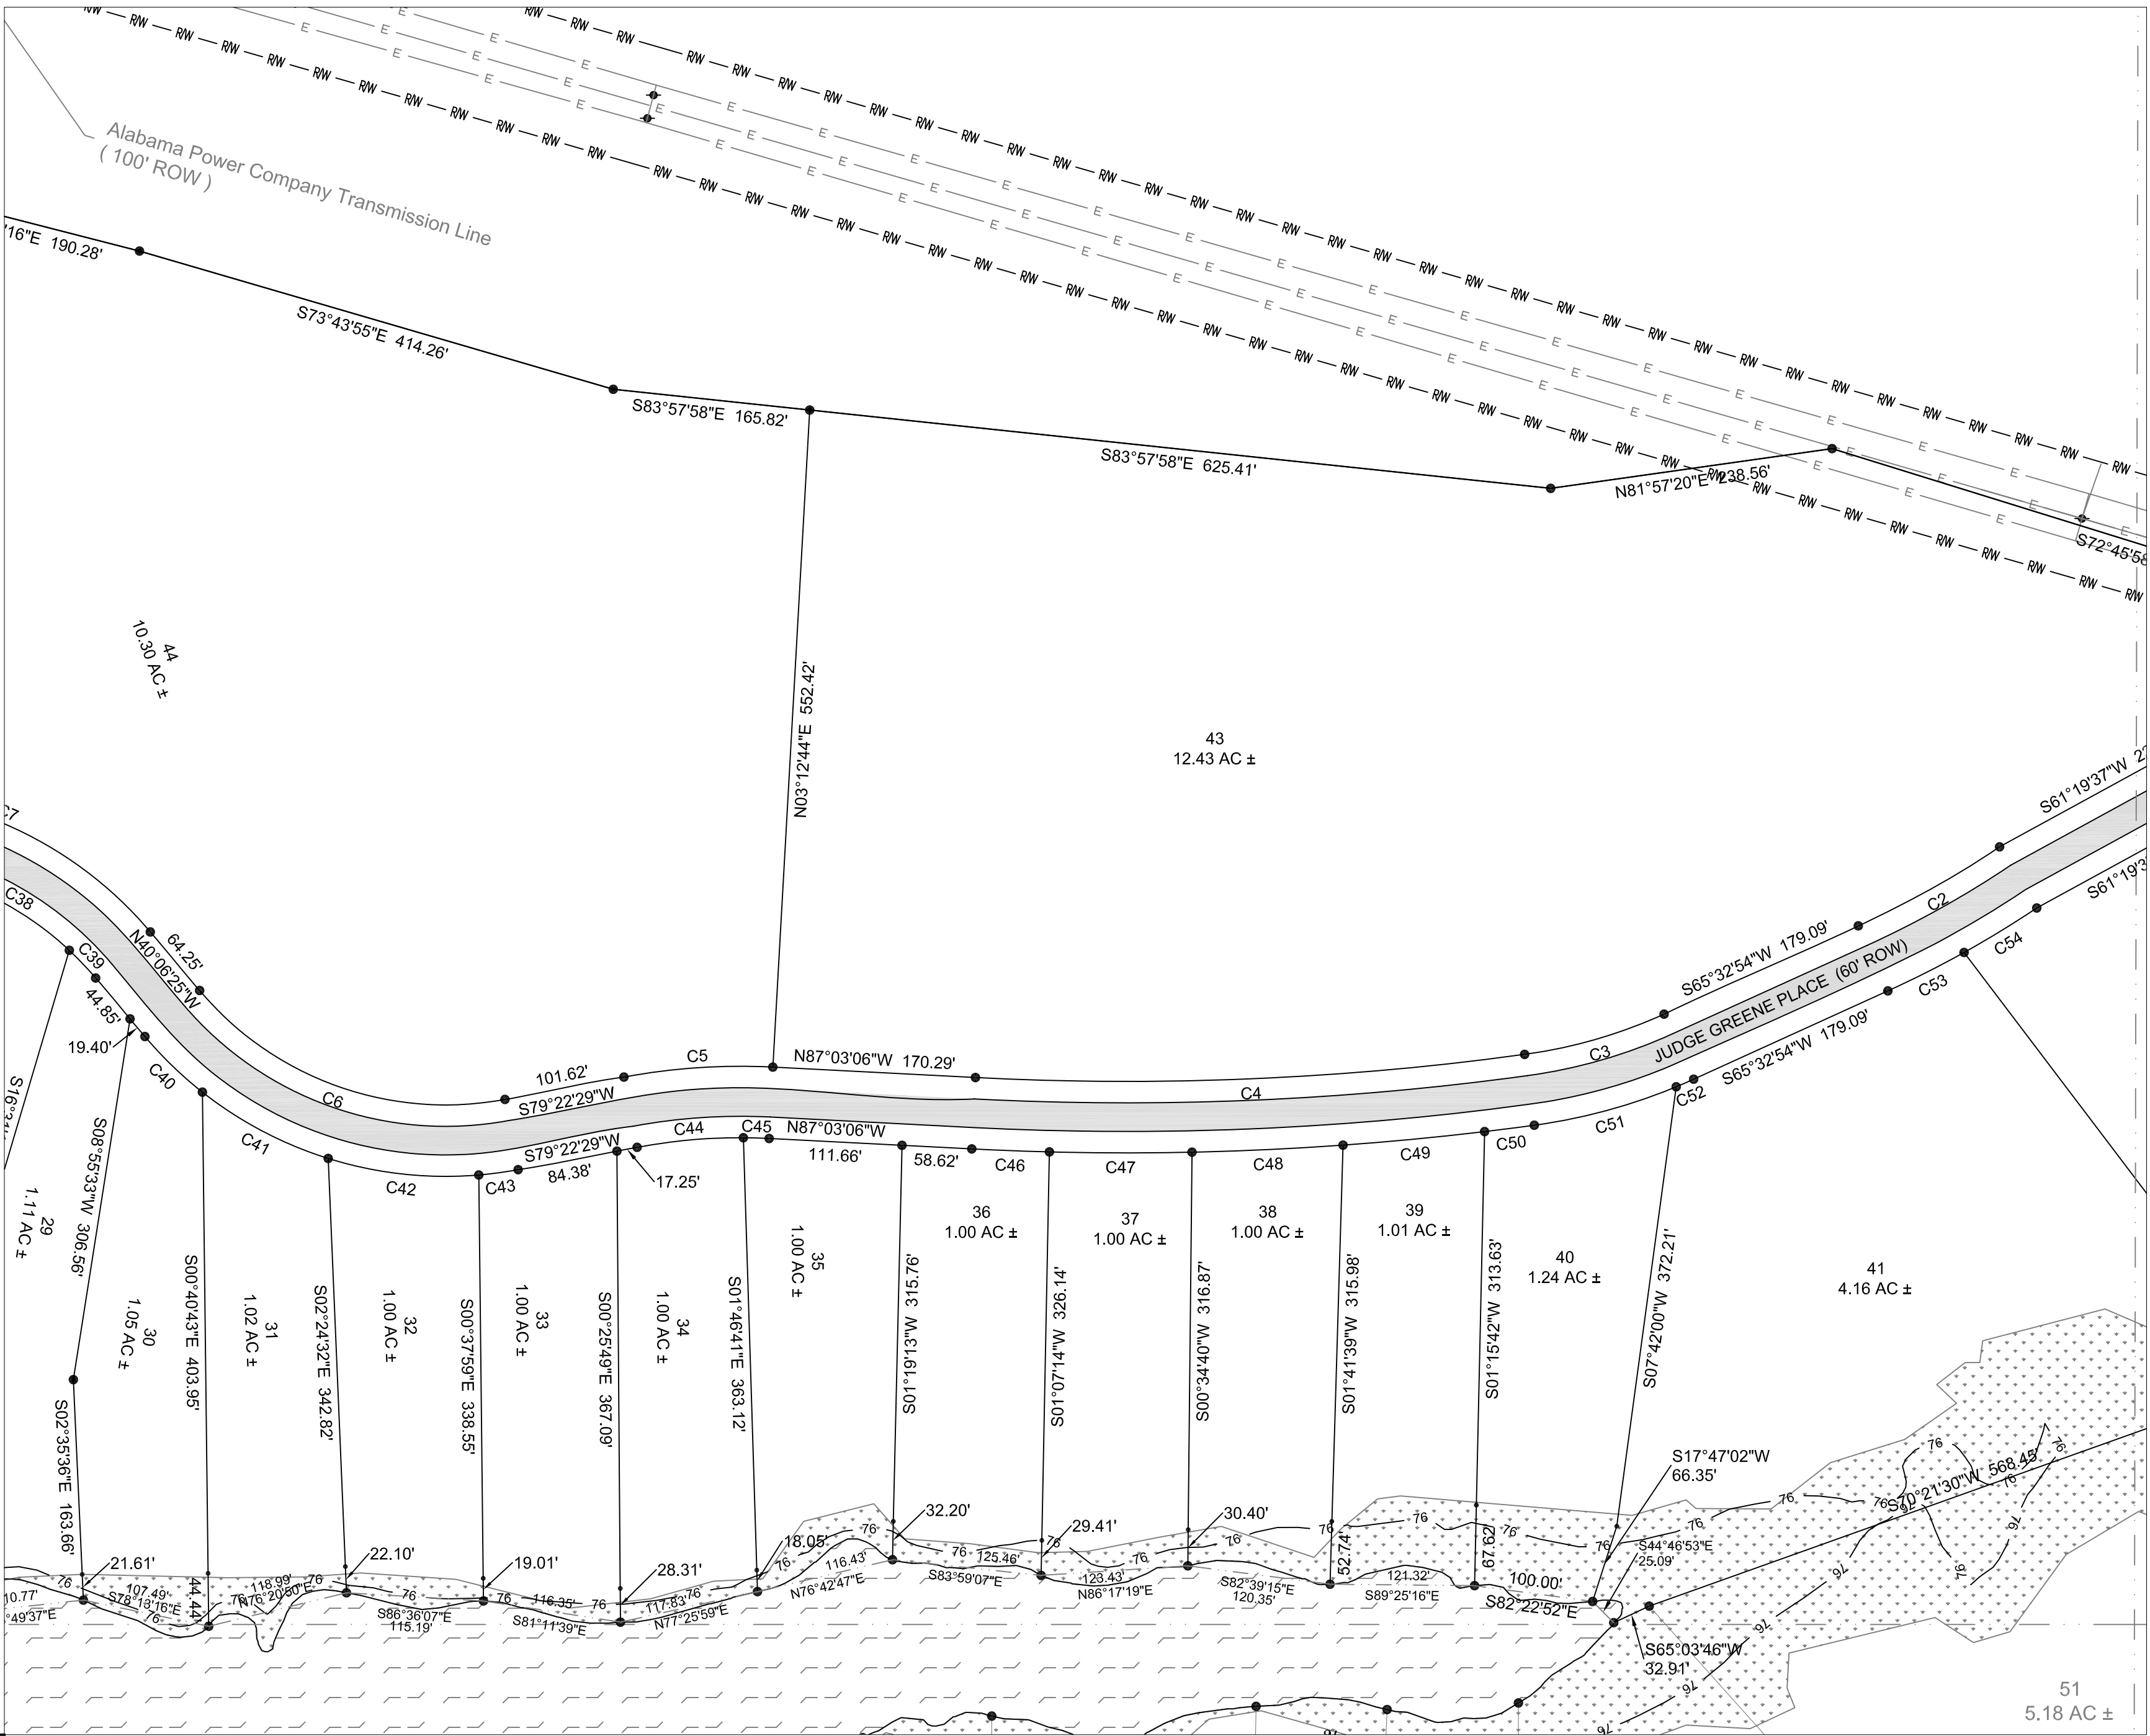 Alabama Power Company Transmission Line
( 100' ROW )
'16"E 190.28'
S73°43'55"E 414.26'
S83°57'58"E 165.82'
S83°57'58"E 625.41'
N81°57'20"E 238.56'
S72°45'58
44
10.30 AC ±
N03°12'44"E 552.42'
43
12.43 AC ±
S61°19'37"W 2
C7
C38
C39
64.25'
N40°06'25"W
44.85'
19.40'
C40
C6
C41
C42
C43
101.62'
S79°22'29"W
S79°22'29"W
84.38'
17.25'
C5
C44
C45
N87°03'06"W 170.29'
N87°03'06"W
111.66'
58.62'
C46
C47
C48
C49
C50
C51
C52
C4
C3
C2
S65°32'54"W 179.09'
JUDGE GREENE PLACE (60' ROW)
S65°32'54"W 179.09'
C53
C54
S61°19'3
29
1.11 AC ±
S08°55'33"W 306.56'
30
1.05 AC ±
S02°35'36"E 163.66'
S00°40'43"E 403.95'
31
1.02 AC ±
S02°24'32"E 342.82'
32
1.00 AC ±
S00°37'59"E 338.55'
33
1.00 AC ±
S00°25'49"E 367.09'
34
1.00 AC ±
S01°46'41"E 363.12'
35
1.00 AC ±
S01°19'13"W 315.76'
36
1.00 AC ±
S01°07'14"W 326.14'
37
1.00 AC ±
S00°34'40"W 316.87'
38
1.00 AC ±
S01°41'39"W 315.98'
39
1.01 AC ±
S01°15'42"W 313.63'
40
1.24 AC ±
S07°42'00"W 372.21'
41
4.16 AC ±
S17°47'02"W
66.35'
S70°21'30"W 568.45'
10.77'
°49'37"E
21.61'
107.49'
S78°13'16"E
44.44'
118.99'
N76°20'50"E
22.10'
S86°36'07"E
115.19'
19.01'
116.35'
S81°11'39"E
28.31'
117.83'
N77°25'59"E
18.05'
116.43'
N76°42'47"E
32.20'
125.46'
S83°59'07"E
29.41'
123.43'
N86°17'19"E
30.40'
S82°39'15"E
120.35'
52.74'
121.32'
S89°25'16"E
67.62'
100.00'
S82°22'52"E
S44°46'53"E
25.09'
S65°03'46"W
32.91'
51
5.18 AC ±